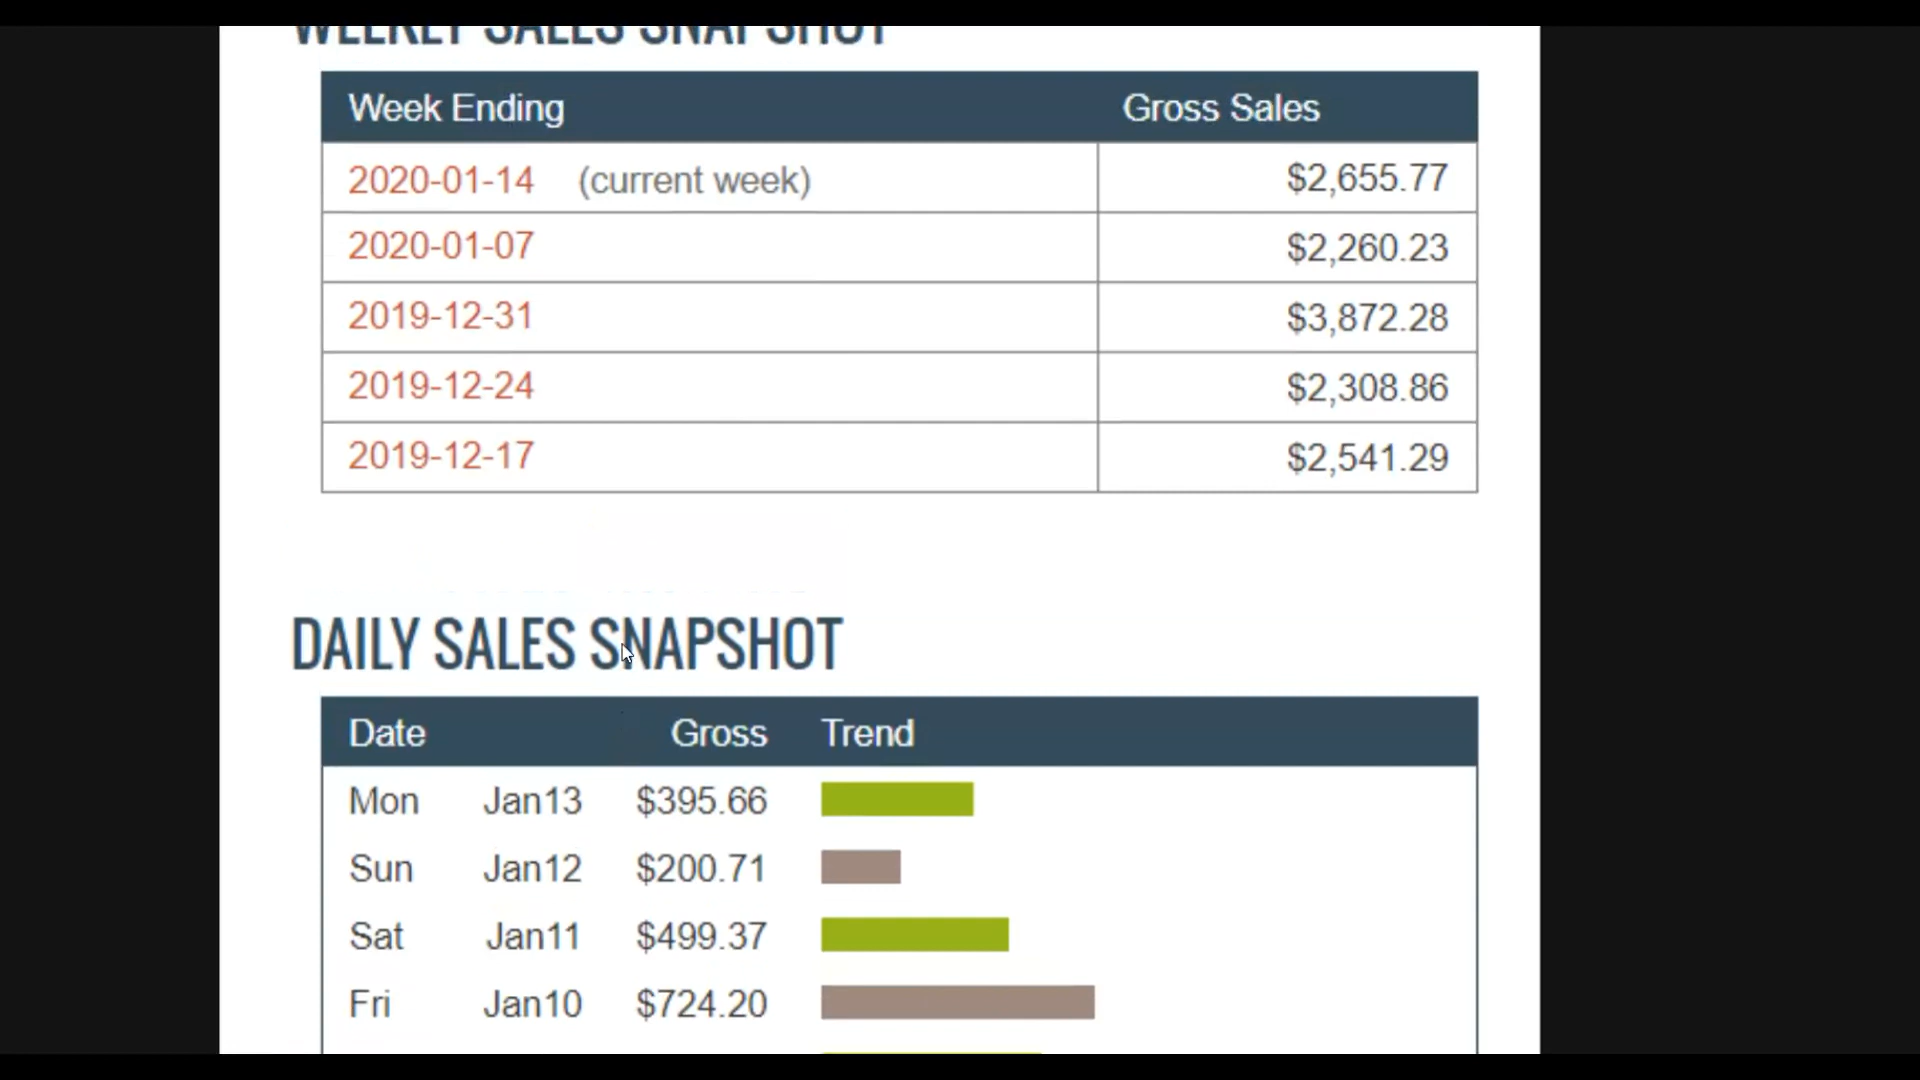 WEEKLY SALES SNAPSHOT
Week Ending Gross Sales
2020-01-14 (current week) $2,655.77
2020-01-07 $2,260.23
2019-12-31 $3,872.28
2019-12-24 $2,308.86
2019-12-17 $2,541.29
DAILY SALES SNAPSHOT
Date Gross Trend
Mon Jan13 $395.66
Sun Jan12 $200.71
Sat Jan11 $499.37
Fri Jan10 $724.20